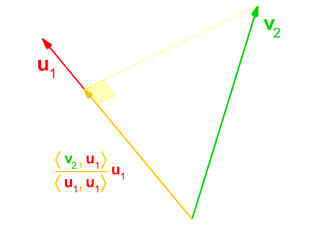 v₂
u₁
⟨v₂, u₁⟩
⟨u₁, u₁⟩ u₁